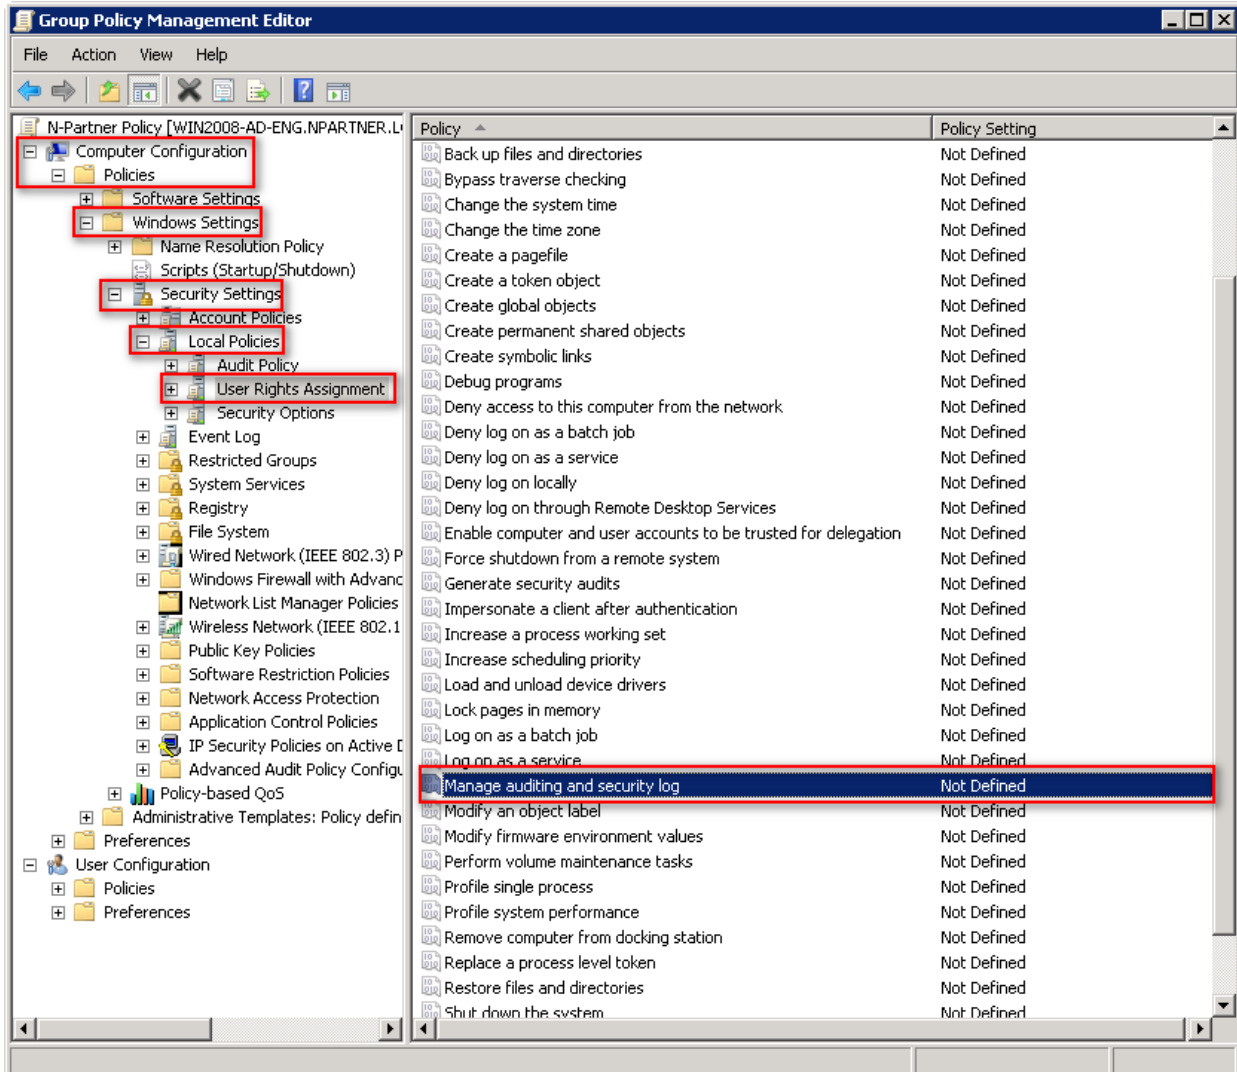 Group Policy Management Editor
File Action View Help
N-Partner Policy [WIN2008-AD-ENG.NPARTNER.L
Computer Configuration
Policies
Software Settings
Windows Settings
Name Resolution Policy
Scripts (Startup/Shutdown)
Security Settings
Account Policies
Local Policies
Audit Policy
User Rights Assignment
Security Options
Event Log
Restricted Groups
System Services
Registry
File System
Wired Network (IEEE 802.3) P
Windows Firewall with Advanc
Network List Manager Policies
Wireless Network (IEEE 802.1
Public Key Policies
Software Restriction Policies
Network Access Protection
Application Control Policies
IP Security Policies on Active D
Advanced Audit Policy Configu
Policy-based QoS
Administrative Templates: Policy defin
Preferences
User Configuration
Policies
Preferences
Policy Policy Setting
Back up files and directories Not Defined
Bypass traverse checking Not Defined
Change the system time Not Defined
Change the time zone Not Defined
Create a pagefile Not Defined
Create a token object Not Defined
Create global objects Not Defined
Create permanent shared objects Not Defined
Create symbolic links Not Defined
Debug programs Not Defined
Deny access to this computer from the network Not Defined
Deny log on as a batch job Not Defined
Deny log on as a service Not Defined
Deny log on locally Not Defined
Deny log on through Remote Desktop Services Not Defined
Enable computer and user accounts to be trusted for delegation Not Defined
Force shutdown from a remote system Not Defined
Generate security audits Not Defined
Impersonate a client after authentication Not Defined
Increase a process working set Not Defined
Increase scheduling priority Not Defined
Load and unload device drivers Not Defined
Lock pages in memory Not Defined
Log on as a batch job Not Defined
Log on as a service Not Defined
Manage auditing and security log Not Defined
Modify an object label Not Defined
Modify firmware environment values Not Defined
Perform volume maintenance tasks Not Defined
Profile single process Not Defined
Profile system performance Not Defined
Remove computer from docking station Not Defined
Replace a process level token Not Defined
Restore files and directories Not Defined
Shut down the system Not Defined